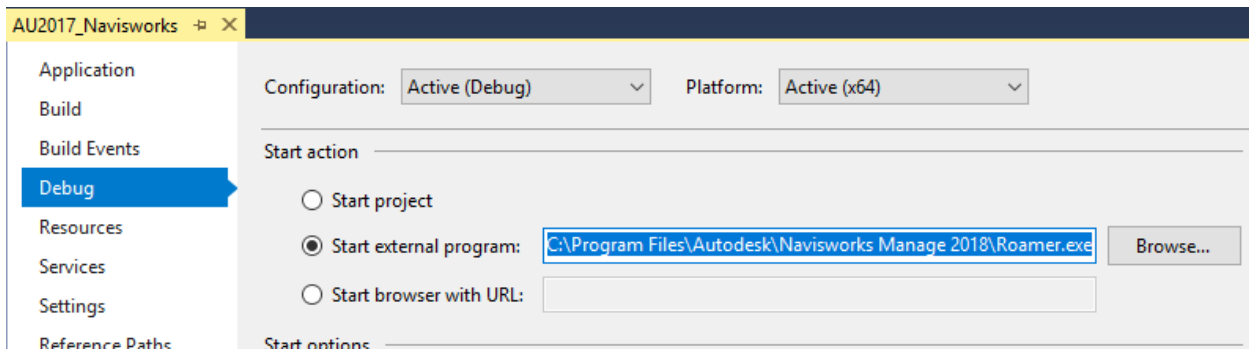 AU2017_Navisworks
Application
Build
Build Events
Debug
Resources
Services
Settings
Reference Paths
Configuration: Active (Debug) Platform: Active (x64)
Start action
Start project
Start external program: C:\Program Files\Autodesk\Navisworks Manage 2018\Roamer.exe Browse...
Start browser with URL:
Start options